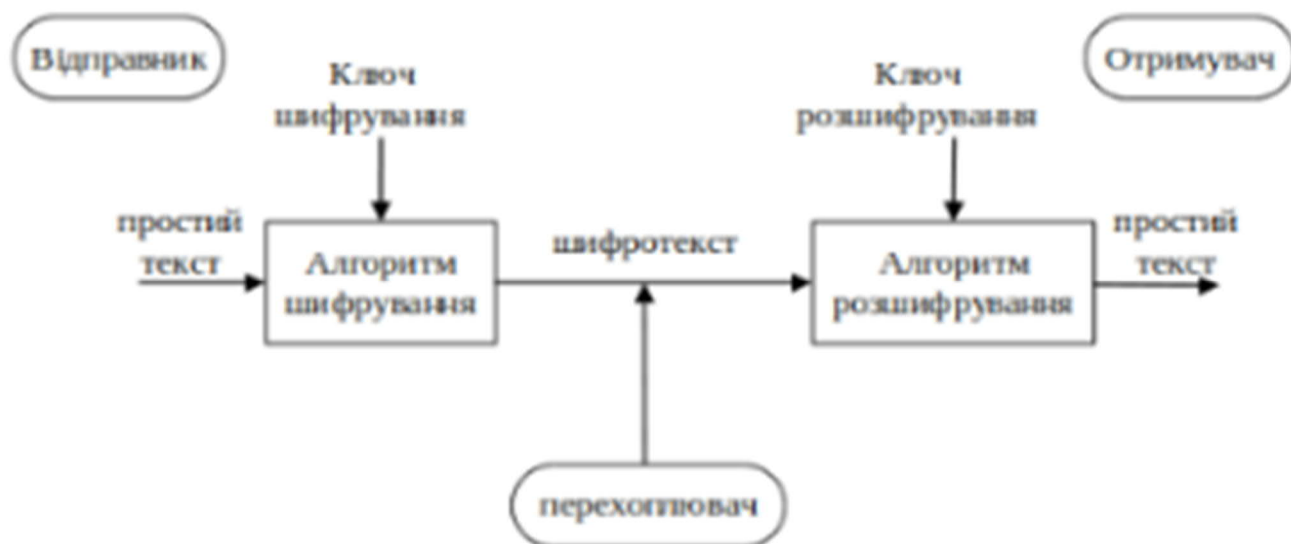 Відправник
Отримувач
Ключ
шифрування
Ключ
розшифрування
простий
текст
Алгоритм
шифрування
шифротекст
Алгоритм
розшифрування
простий
текст
перехоплювач